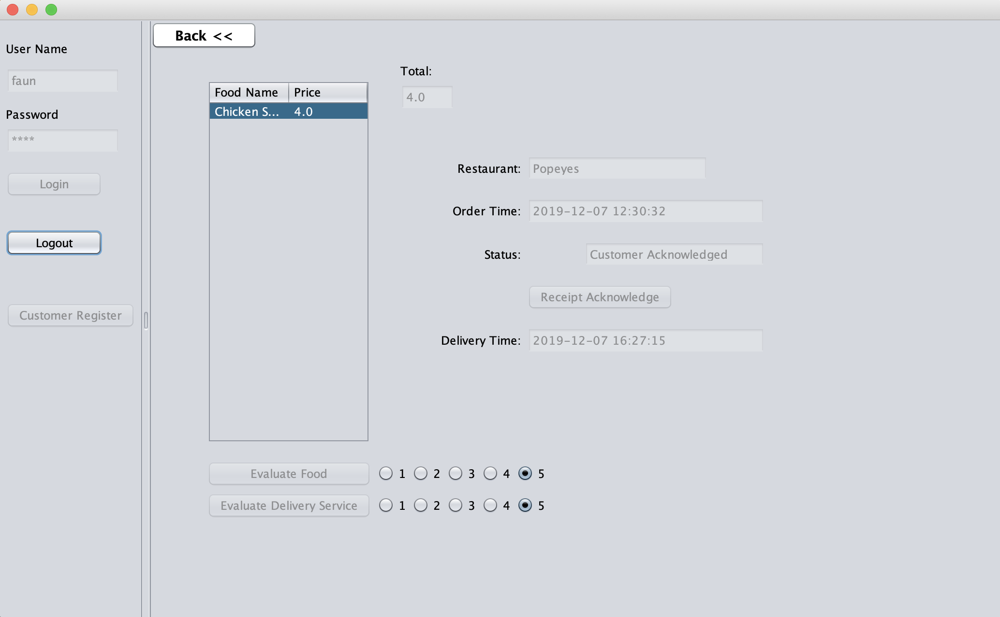 Back <<
User Name
faun
Password
****
Login
Logout
Customer Register
Food Name Price
Chicken S... 4.0
Total:
4.0
Restaurant: Popeyes
Order Time: 2019-12-07 12:30:32
Status: Customer Acknowledged
Receipt Acknowledge
Delivery Time: 2019-12-07 16:27:15
Evaluate Food 1 2 3 4 5
Evaluate Delivery Service 1 2 3 4 5